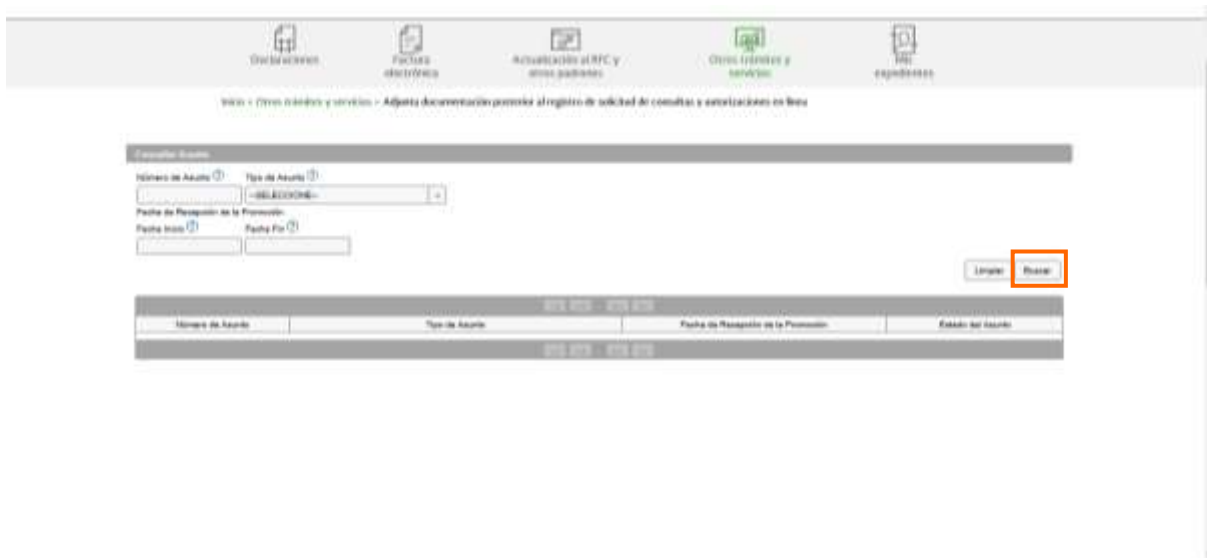 Declaraciones
Factura electrónica
Actualización al RFC y otros padrones
Otros trámites y servicios
Mis expedientes
Inicio > Otros trámites y servicios > Adjunta documentación posterior al registro de solicitud de consultas y autorizaciones en línea
Consultar Asunto
Número de Asunto Tipo de Asunto
--SELECCIONE--
Fecha de Recepción de la Promoción
Fecha Inicio Fecha Fin
Limpiar Buscar
Número de Asunto Tipo de Asunto Fecha de Recepción de la Promoción Estado del Asunto